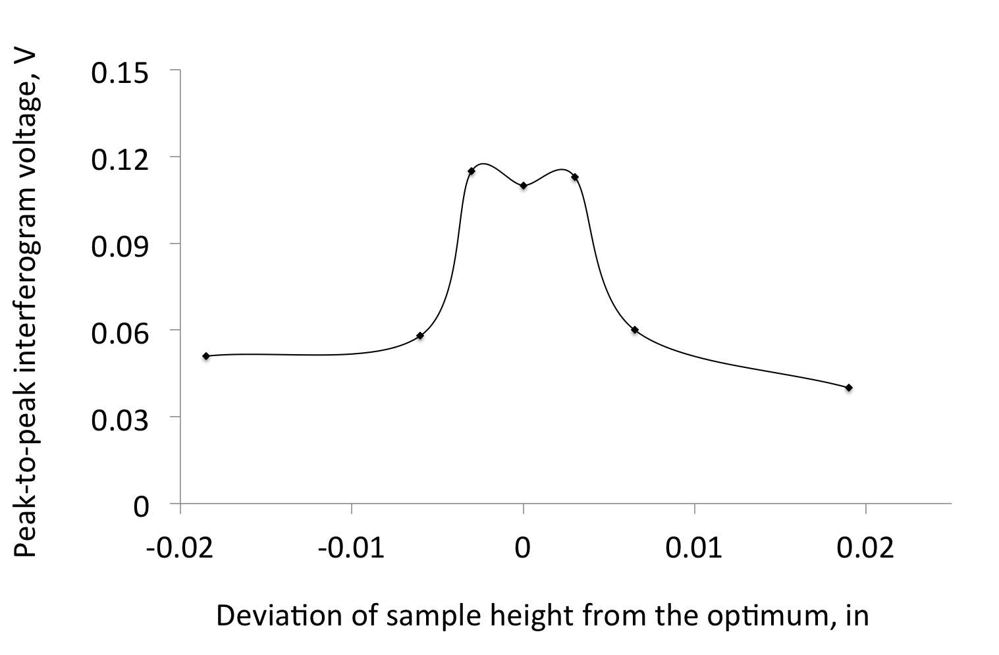 Peak-to-peak interferogram voltage, V
0.15
0.12
0.09
0.06
0.03
0
-0.02 -0.01 0 0.01 0.02
Deviation of sample height from the optimum, in